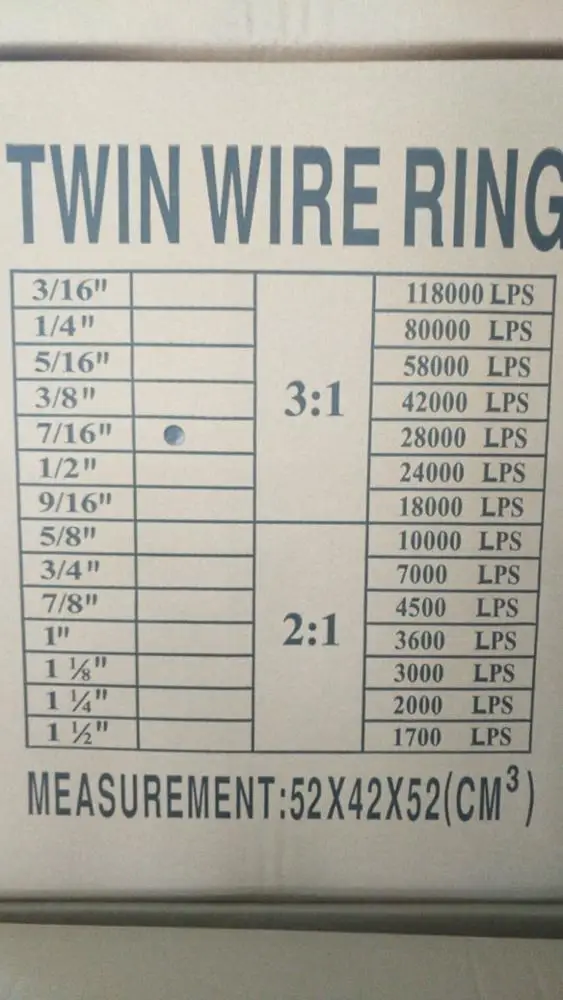 TWIN WIRE RING
3/16" 118000 LPS
1/4" 80000 LPS
5/16" 58000 LPS
3/8" 3:1 42000 LPS
7/16" 28000 LPS
1/2" 24000 LPS
9/16" 18000 LPS
5/8" 10000 LPS
3/4" 7000 LPS
7/8" 2:1 4500 LPS
1" 3600 LPS
1 ⅛" 3000 LPS
1 ¼" 2000 LPS
1 ½" 1700 LPS
MEASUREMENT:52X42X52(CM³)